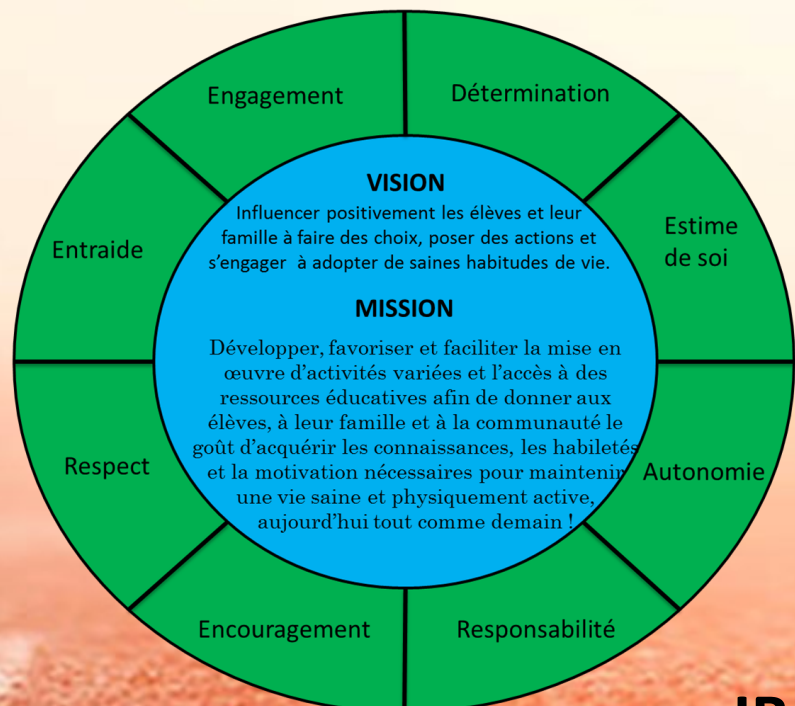 Engagement
Détermination
Entraide
VISION
Influencer positivement les élèves et leur
famille à faire des choix, poser des actions et
s’engager à adopter de saines habitudes de vie.
Estime
de soi
MISSION
Développer, favoriser et faciliter la mise en
œuvre d’activités variées et l’accès à des
ressources éducatives afin de donner aux
élèves, à leur famille et à la communauté le
goût d’acquérir les connaissances, les habiletés
et la motivation nécessaires pour maintenir
une vie saine et physiquement active,
aujourd’hui tout comme demain !
Respect
Autonomie
Encouragement
Responsabilité